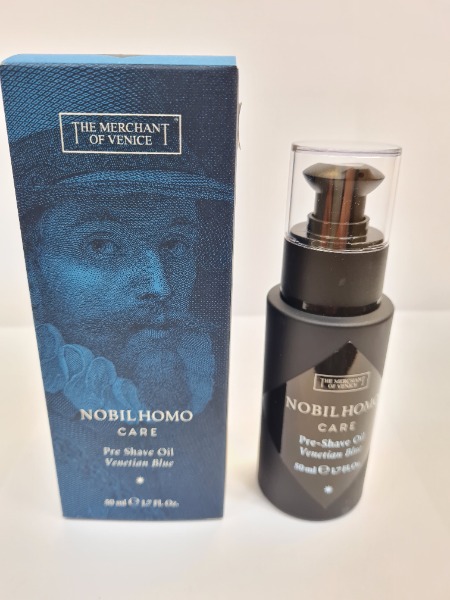 THE MERCHANT
OF VENICE
NOBIL HOMO
CARE
Pre Shave Oil
Venetian Blue
50 ml ℮ 1.7 Fl. Oz.
THE MERCHANT
OF VENICE
NOBIL HOMO
CARE
Pre-Shave Oil
Venetian Blue
50 ml ℮ 1.7 Fl. Oz.